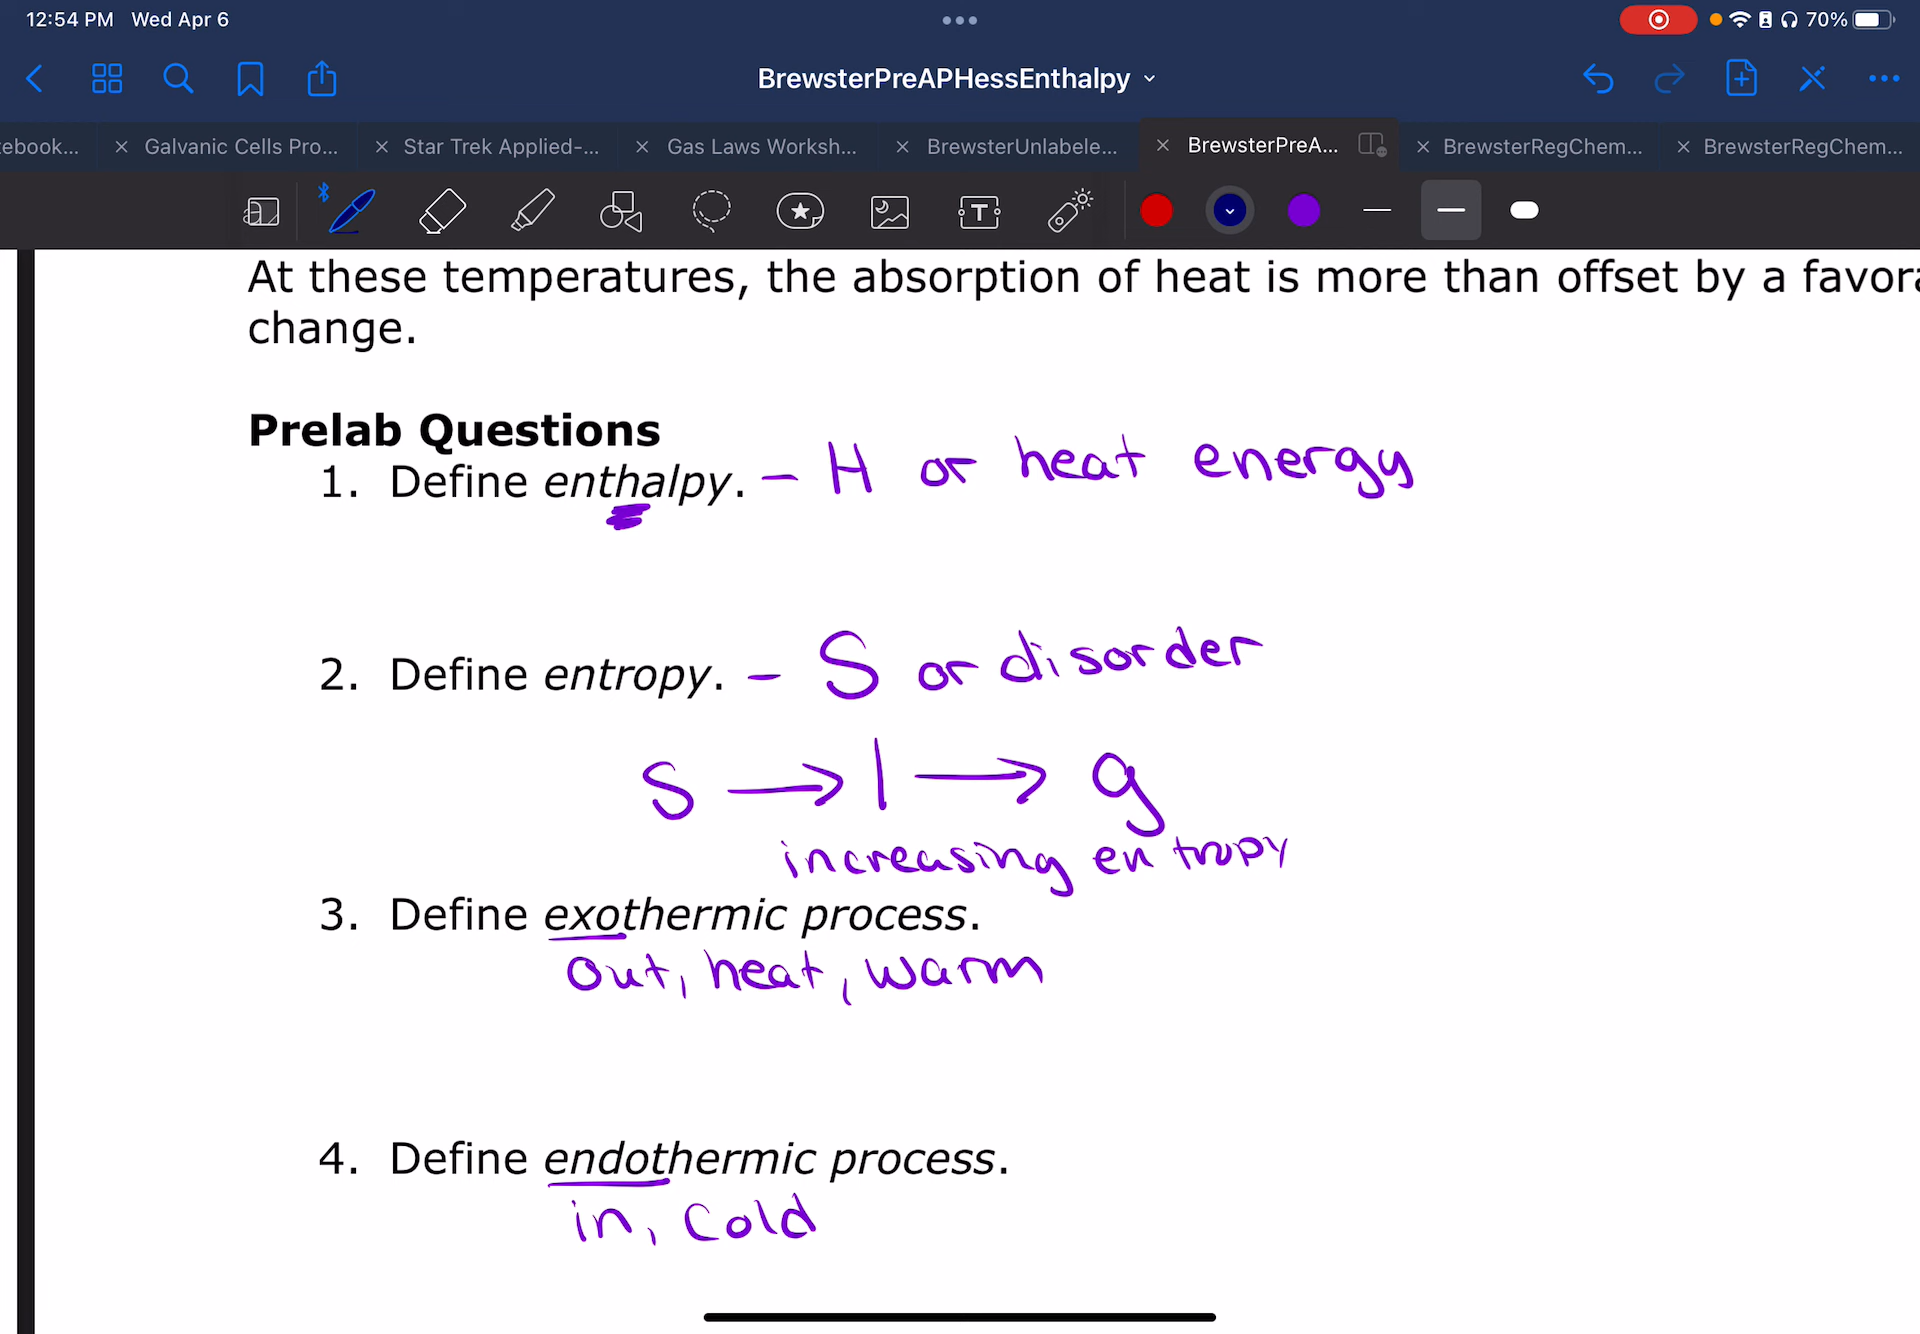 12:54 PM Wed Apr 6
70%
BrewsterPreAPHessEnthalpy
ebook... × Galvanic Cells Pro... × Star Trek Applied-... × Gas Laws Worksh... × BrewsterUnlabele... × BrewsterPreA... × BrewsterRegChem... × BrewsterRegChem...
At these temperatures, the absorption of heat is more than offset by a favora
change.
Prelab Questions
1. Define enthalpy. – H or heat energy
2. Define entropy. – S or disorder
s → l → g
increasing entropy
3. Define exothermic process.
out, heat, warm
4. Define endothermic process.
in, cold